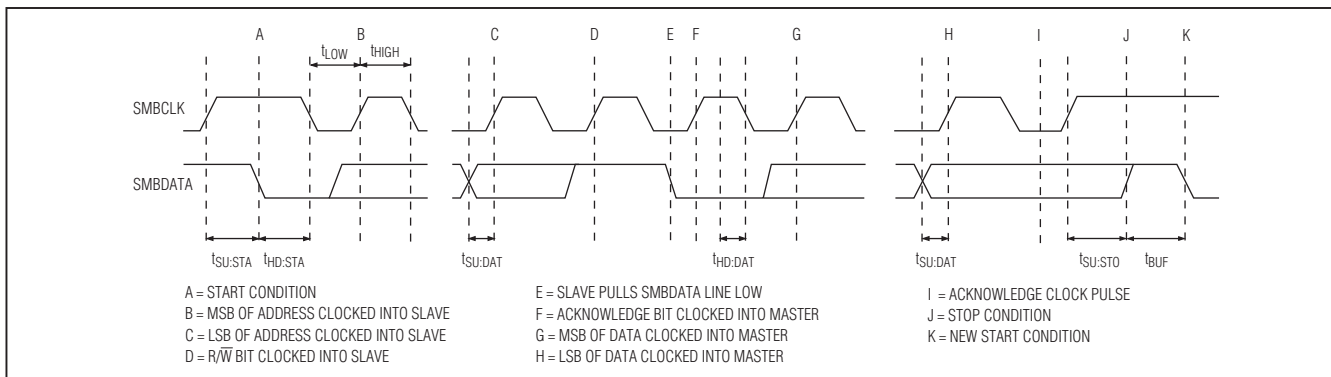 A B C D E F G H I J K
tLOW tHIGH
SMBCLK
SMBDATA
tSU:STA tHD:STA tSU:DAT tHD:DAT tSU:DAT tSU:STO tBUF
A = START CONDITION
B = MSB OF ADDRESS CLOCKED INTO SLAVE
C = LSB OF ADDRESS CLOCKED INTO SLAVE
D = R/W̅ BIT CLOCKED INTO SLAVE
E = SLAVE PULLS SMBDATA LINE LOW
F = ACKNOWLEDGE BIT CLOCKED INTO MASTER
G = MSB OF DATA CLOCKED INTO MASTER
H = LSB OF DATA CLOCKED INTO MASTER
I = ACKNOWLEDGE CLOCK PULSE
J = STOP CONDITION
K = NEW START CONDITION